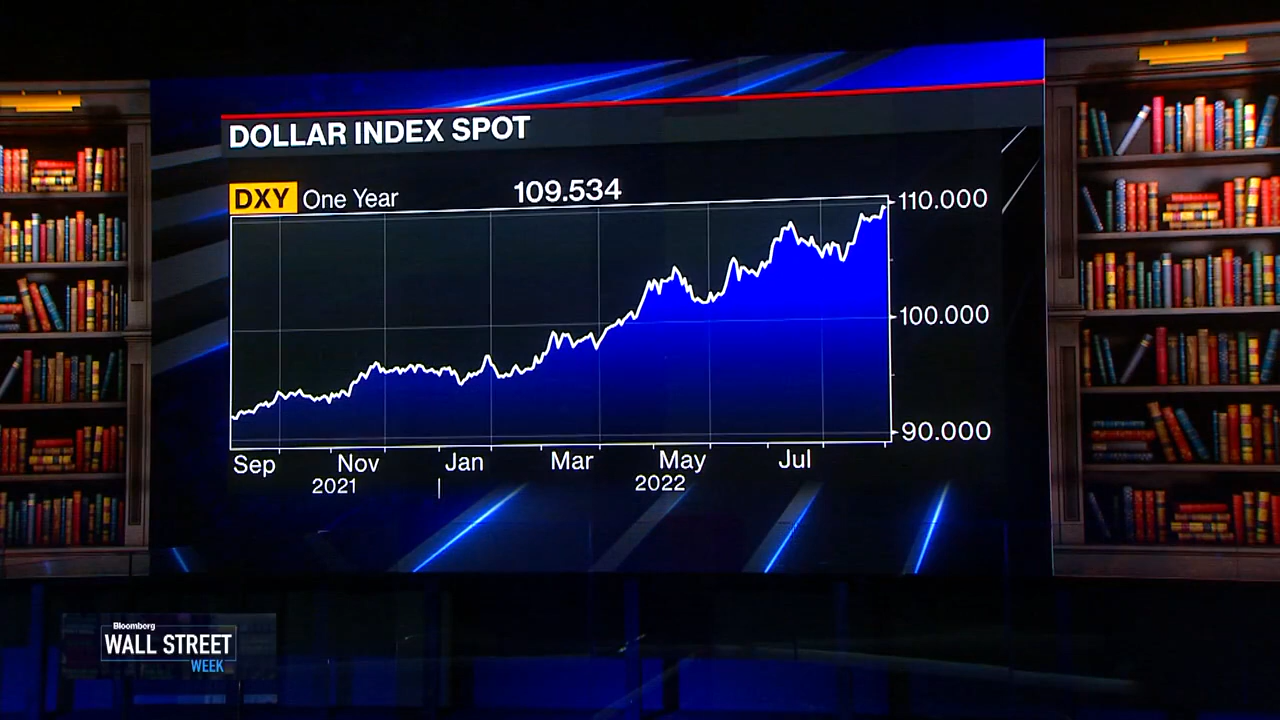 DOLLAR INDEX SPOT
DXY One Year 109.534
110.000
100.000
90.000
Sep Nov Jan Mar May Jul
2021 2022
Bloomberg
WALL STREET
WEEK